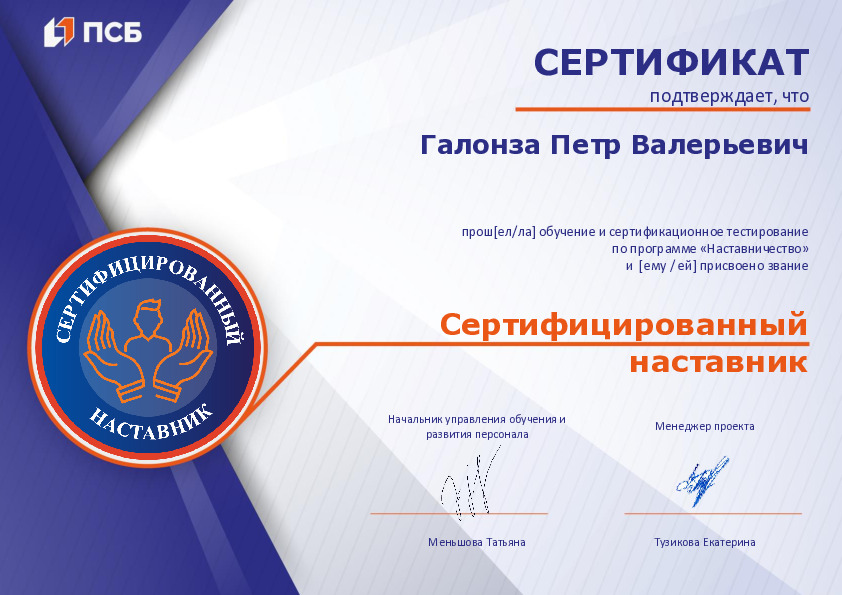 ПСБ
СЕРТИФИКАТ
подтверждает, что
Галонза Петр Валерьевич
прош[ел/ла] обучение и сертификационное тестирование
по программе «Наставничество»
и [ему / ей] присвоено звание
СЕРТИФИЦИРОВАННЫЙ
НАСТАВНИК
Сертифицированный
наставник
Начальник управления обучения и
развития персонала
Менеджер проекта
Меньшова Татьяна
Тузикова Екатерина